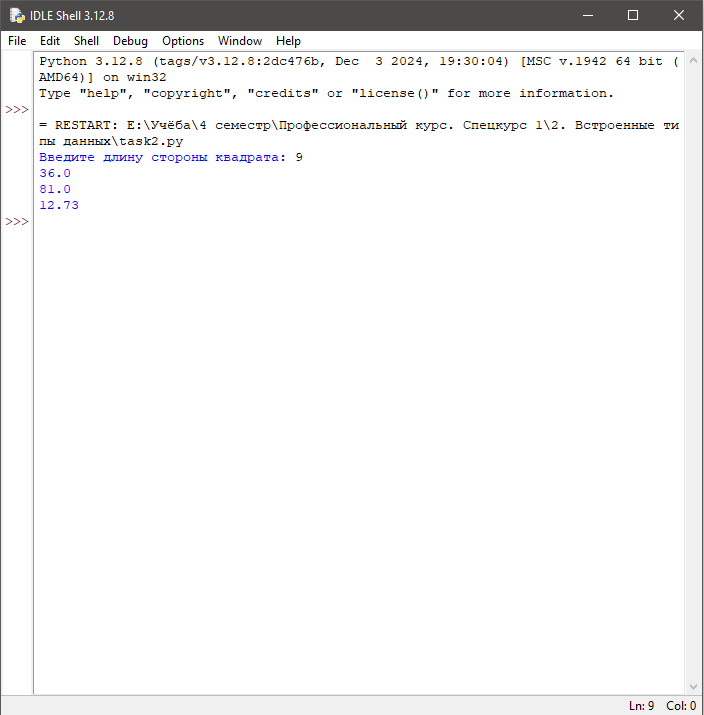 IDLE Shell 3.12.8
File Edit Shell Debug Options Window Help
Python 3.12.8 (tags/v3.12.8:2dc476b, Dec  3 2024, 19:30:04) [MSC v.1942 64 bit (
AMD64)] on win32
Type "help", "copyright", "credits" or "license()" for more information.
>>>
= RESTART: E:\Учёба\4 семестр\Профессиональный курс. Спецкурс 1\2. Встроенные ти
пы данных\task2.py
Введите длину стороны квадрата: 9
36.0
81.0
12.73
>>>
Ln: 9 Col: 0